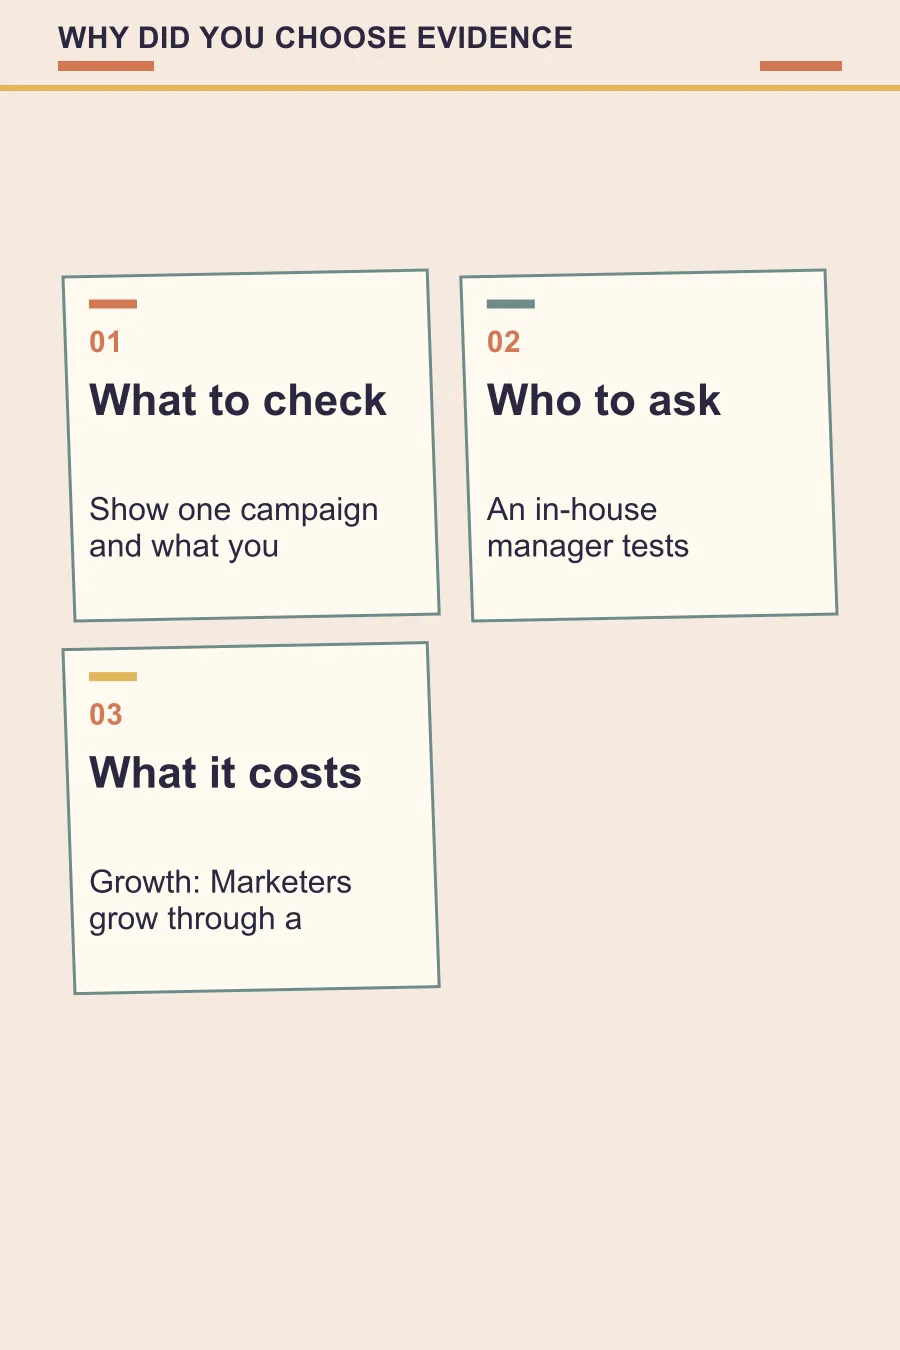 WHY DID YOU CHOOSE EVIDENCE
01
What to check
Show one campaign
and what you
02
Who to ask
An in-house
manager tests
03
What it costs
Growth: Marketers
grow through a